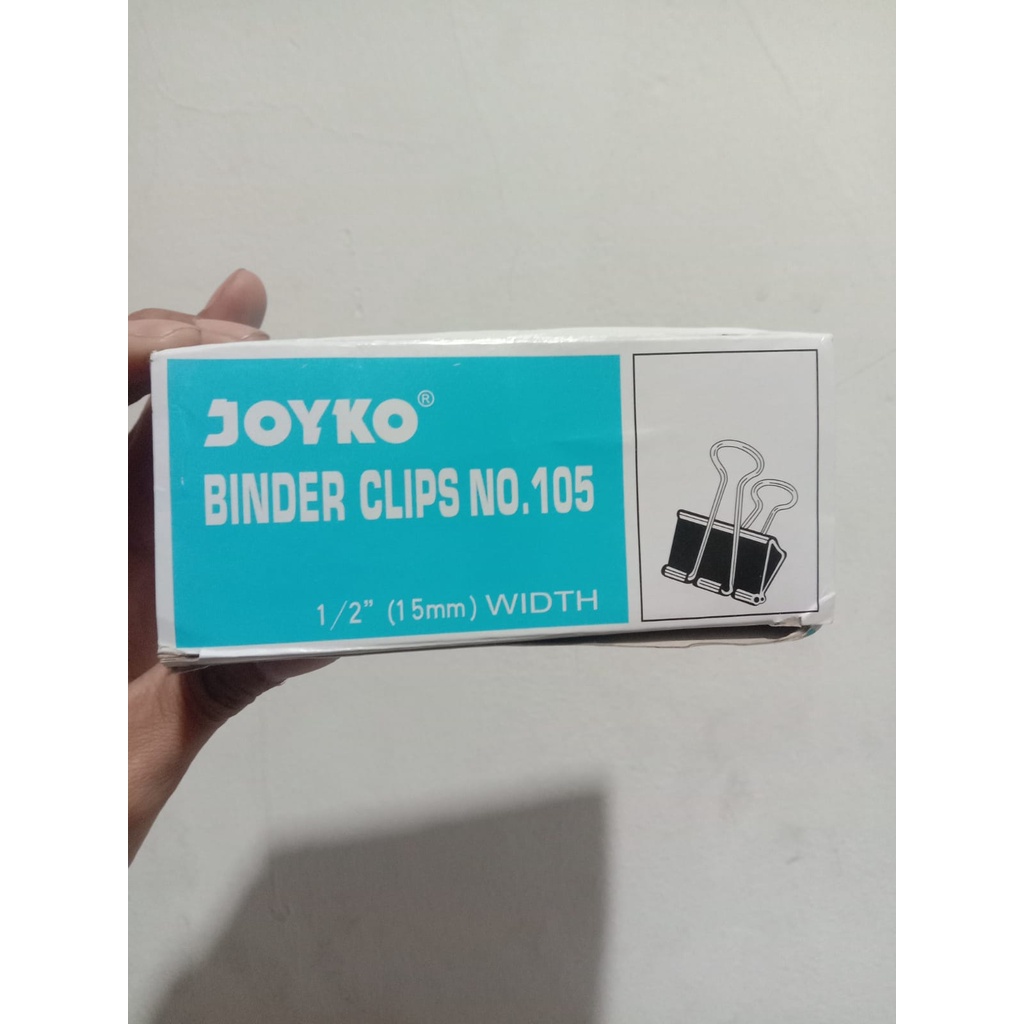 JOYKO®
BINDER CLIPS NO.105
1/2” (15mm) WIDTH